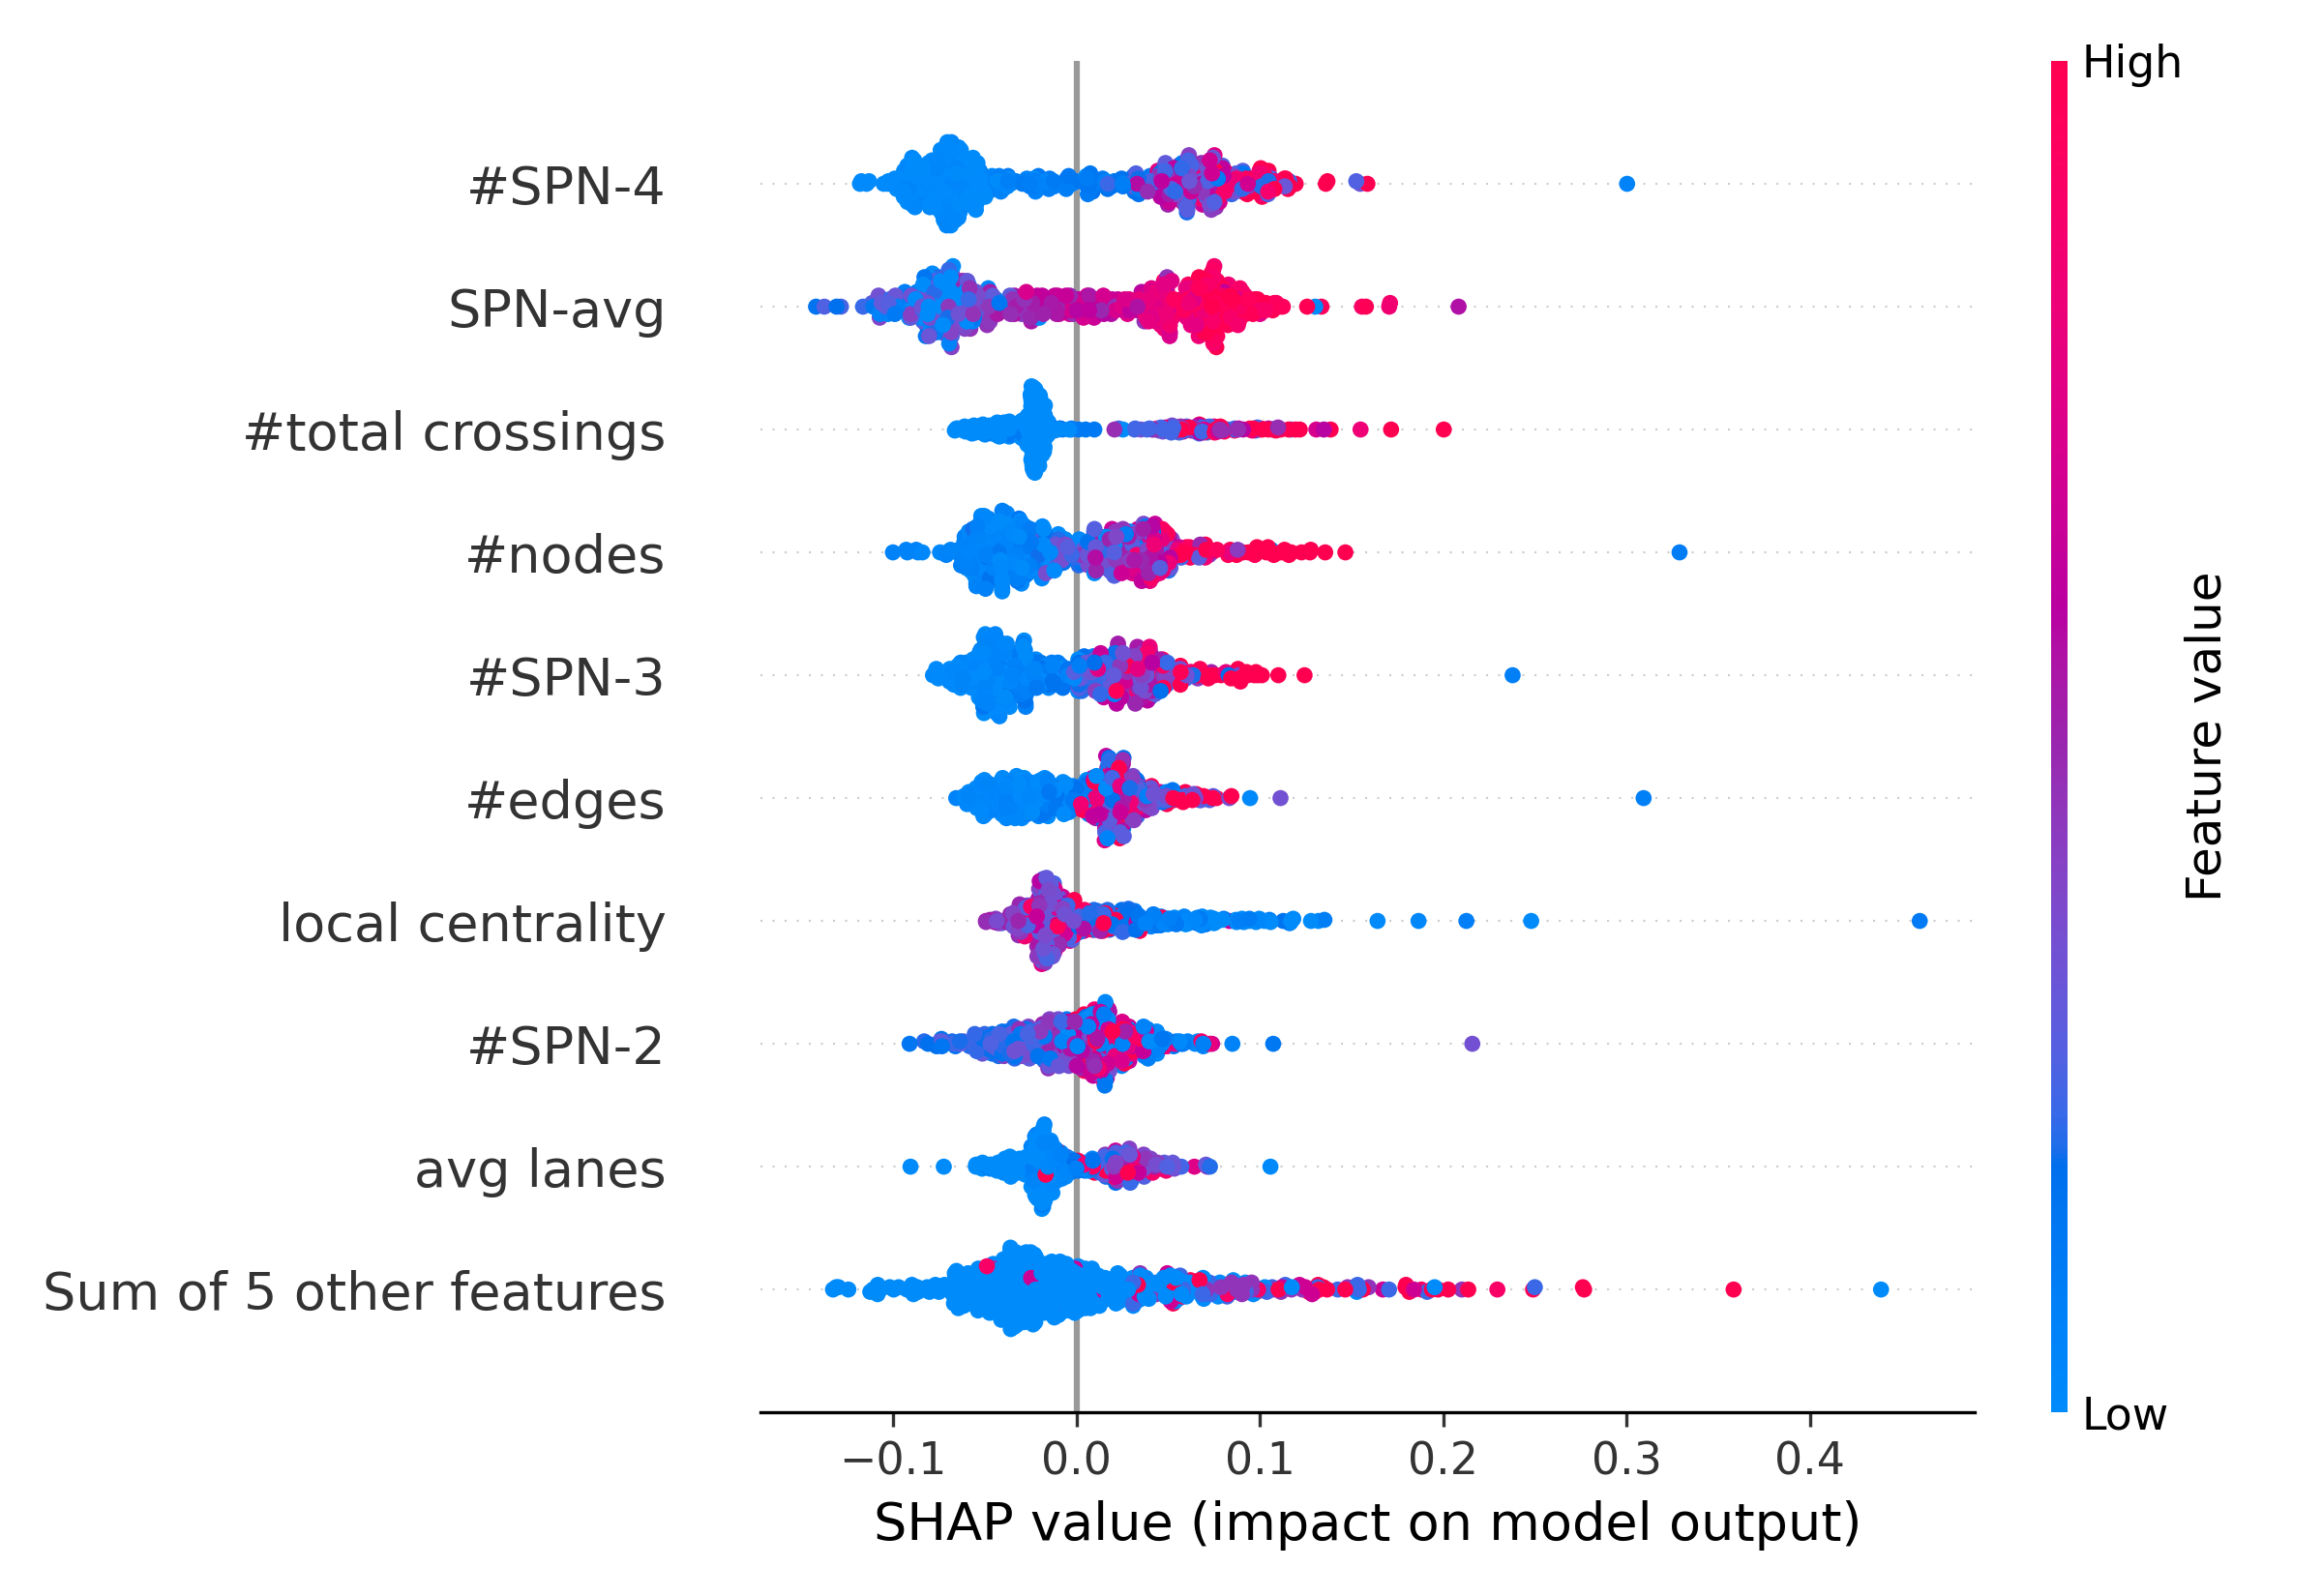 High
#SPN-4
SPN-avg
#total crossings
#nodes
#SPN-3
#edges
local centrality
#SPN-2
avg lanes
Sum of 5 other features
Feature value
Low
−0.1 0.0 0.1 0.2 0.3 0.4
SHAP value (impact on model output)